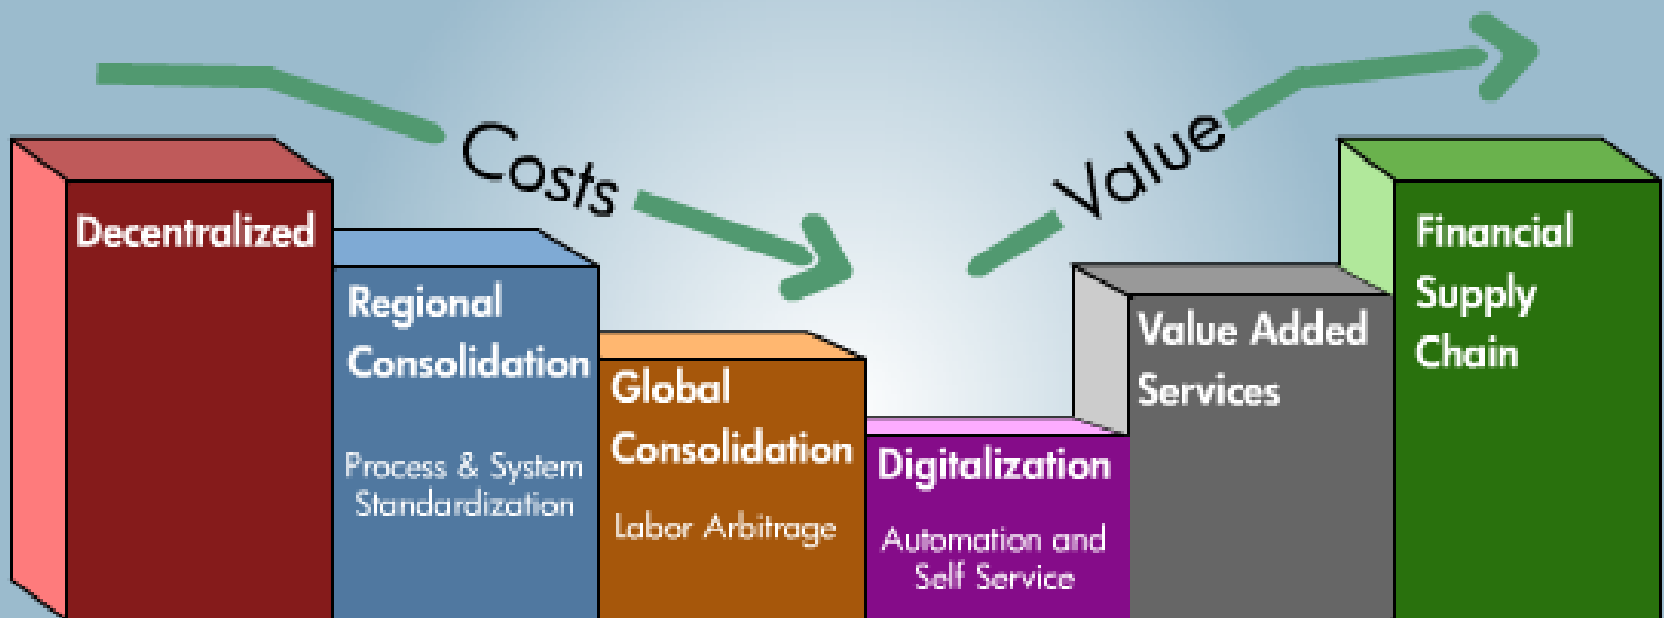 Costs
Value
Decentralized
Regional
Consolidation
Process & System
Standardization
Global
Consolidation
Labor Arbitrage
Digitalization
Automation and
Self Service
Value Added
Services
Financial
Supply
Chain